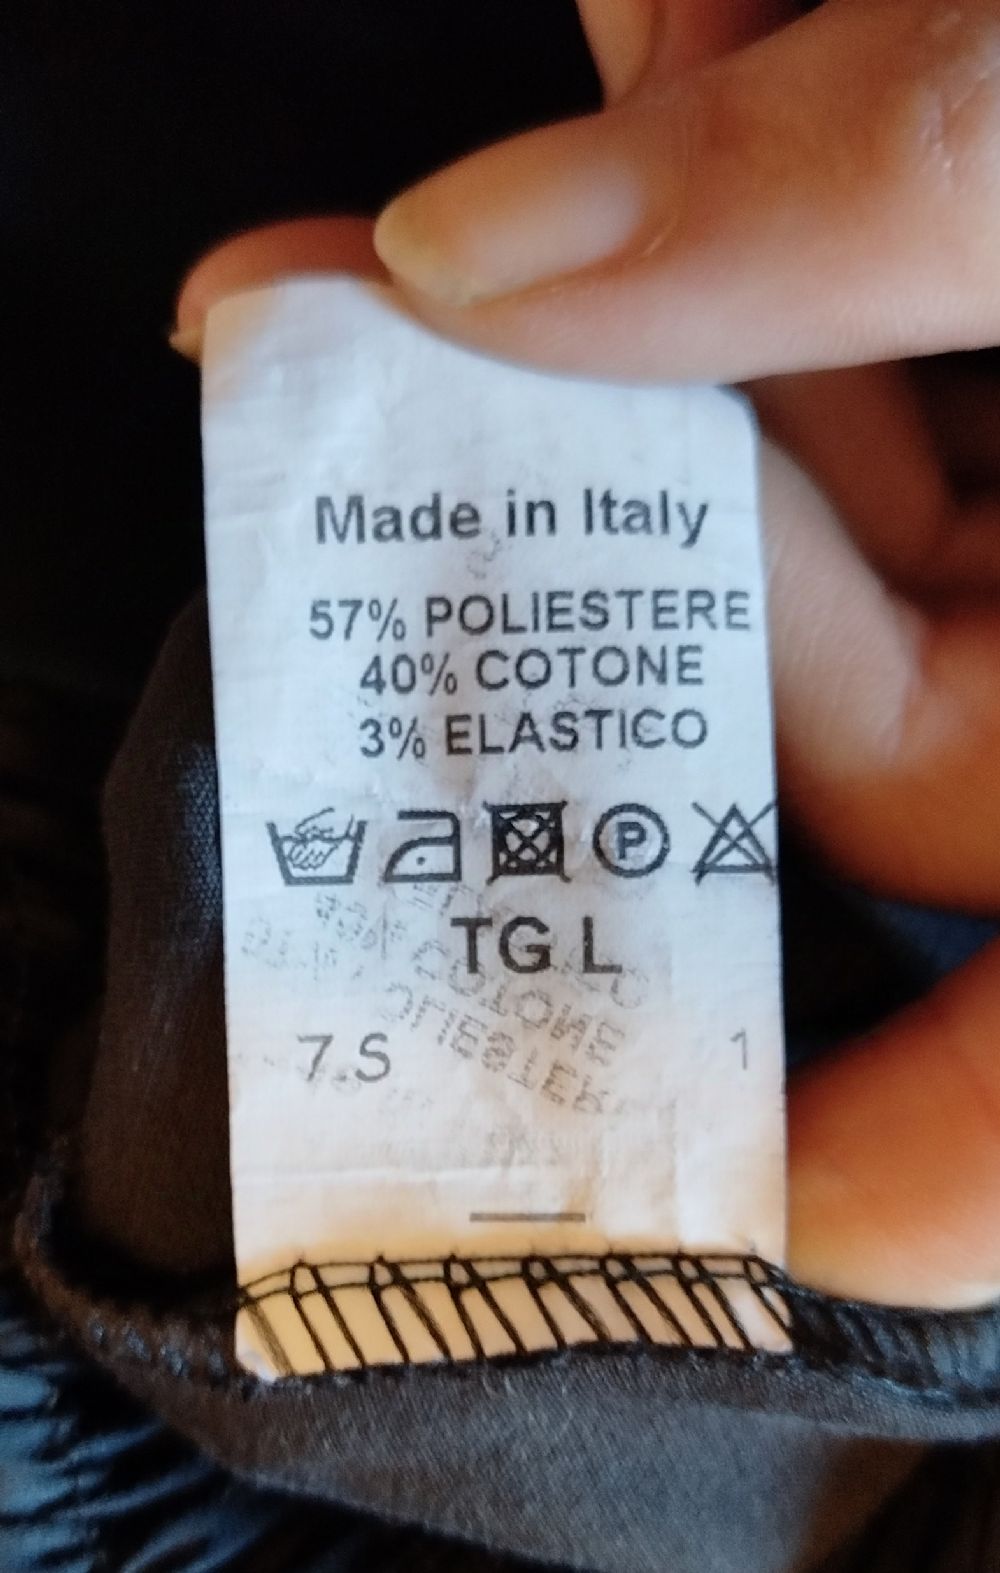 Made in Italy
57% POLIESTERE
40% COTONE
3% ELASTICO
P
TG L
7.S 1